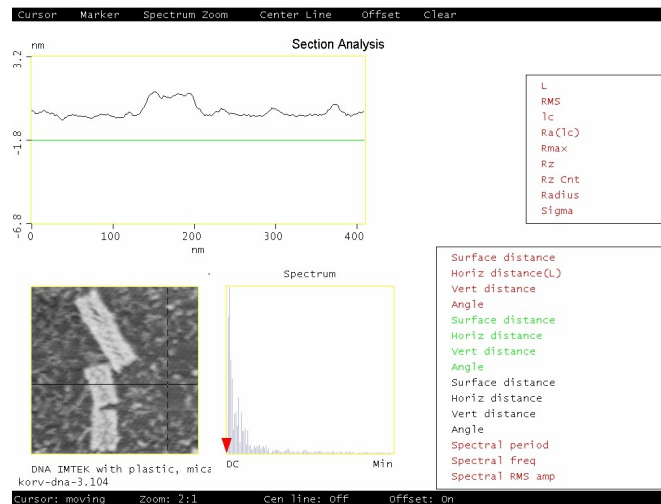 Cursor Marker Spectrum Zoom Center Line Offset Clear
Section Analysis
nm
3.2
-1.8
-6.8
0 100 200 300 400
nm
L
RMS
lc
Ra(lc)
Rmax
Rz
Rz Cnt
Radius
Sigma
Spectrum
DC Min
Surface distance
Horiz distance(L)
Vert distance
Angle
Surface distance
Horiz distance
Vert distance
Angle
Surface distance
Horiz distance
Vert distance
Angle
Spectral period
Spectral freq
Spectral RMS amp
DNA IMTEK with plastic, mica
korv-dna-3.104
Cursor: moving Zoom: 2:1 Cen line: Off Offset: On